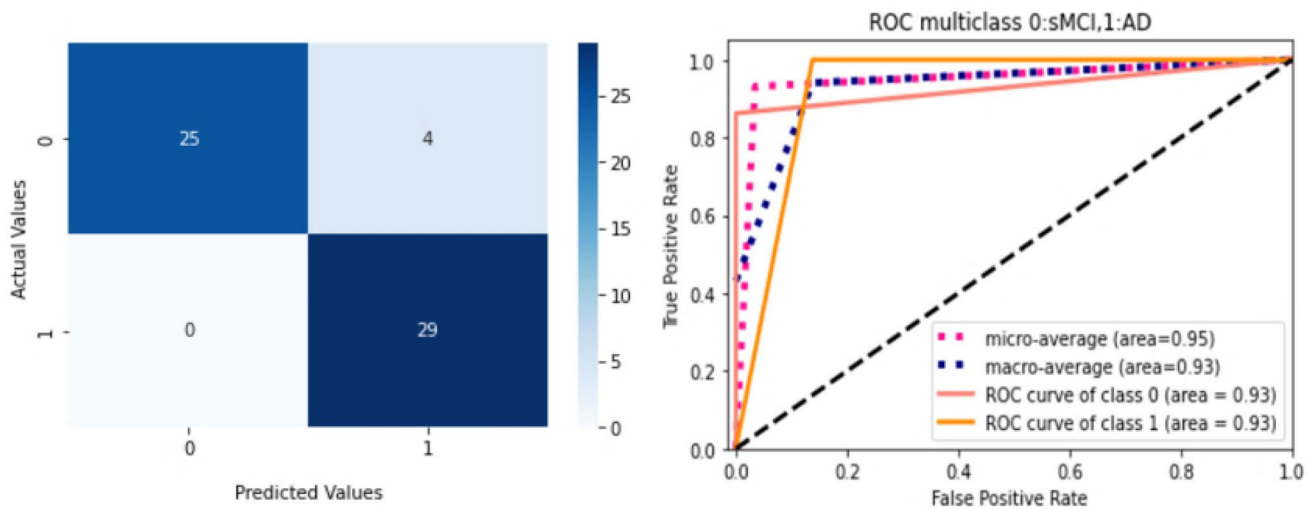 25
4
0
29
0
1
Actual Values
0
1
Predicted Values
25
20
15
10
5
0
ROC multiclass 0:sMCI,1:AD
1.0
0.8
0.6
0.4
0.2
0.0
True Positive Rate
0.0
0.2
0.4
0.6
0.8
1.0
False Positive Rate
micro-average (area=0.95)
macro-average (area=0.93)
ROC curve of class 0 (area = 0.93)
ROC curve of class 1 (area = 0.93)